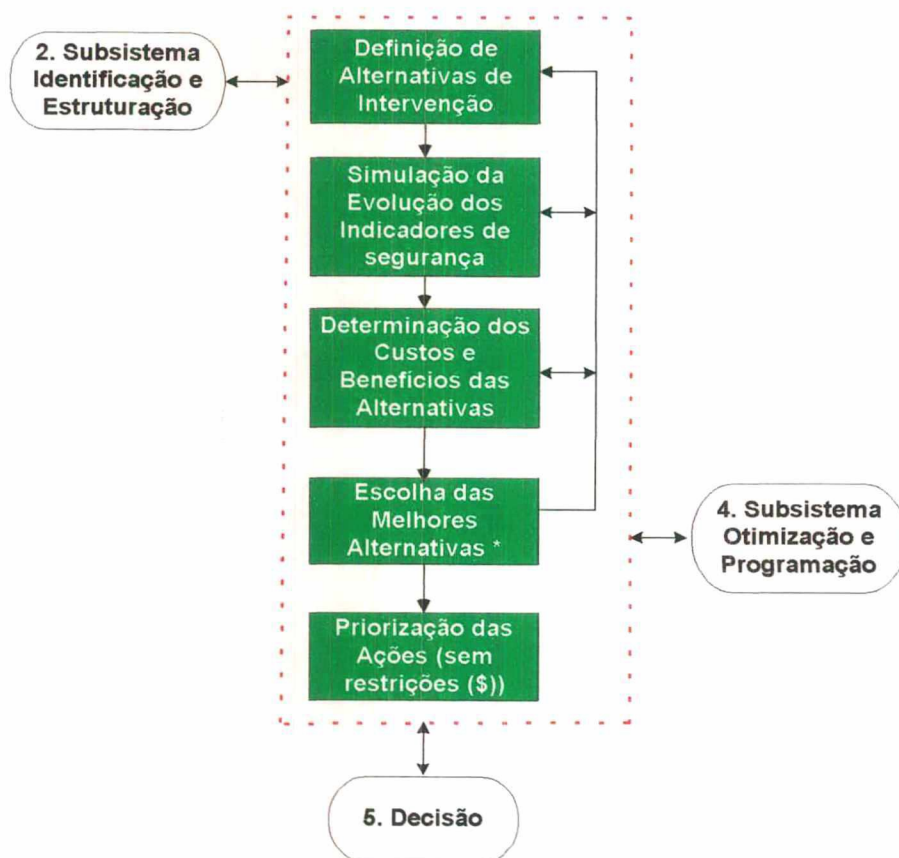 2. Subsistema
Identificação e
Estruturação
Definição de
Alternativas de
Intervenção
Simulação da
Evolução dos
Indicadores de
segurança
Determinação dos
Custos e
Benefícios das
Alternativas
Escolha das
Melhores
Alternativas *
4. Subsistema
Otimização e
Programação
Priorização das
Ações (sem
restrições ($))
5. Decisão